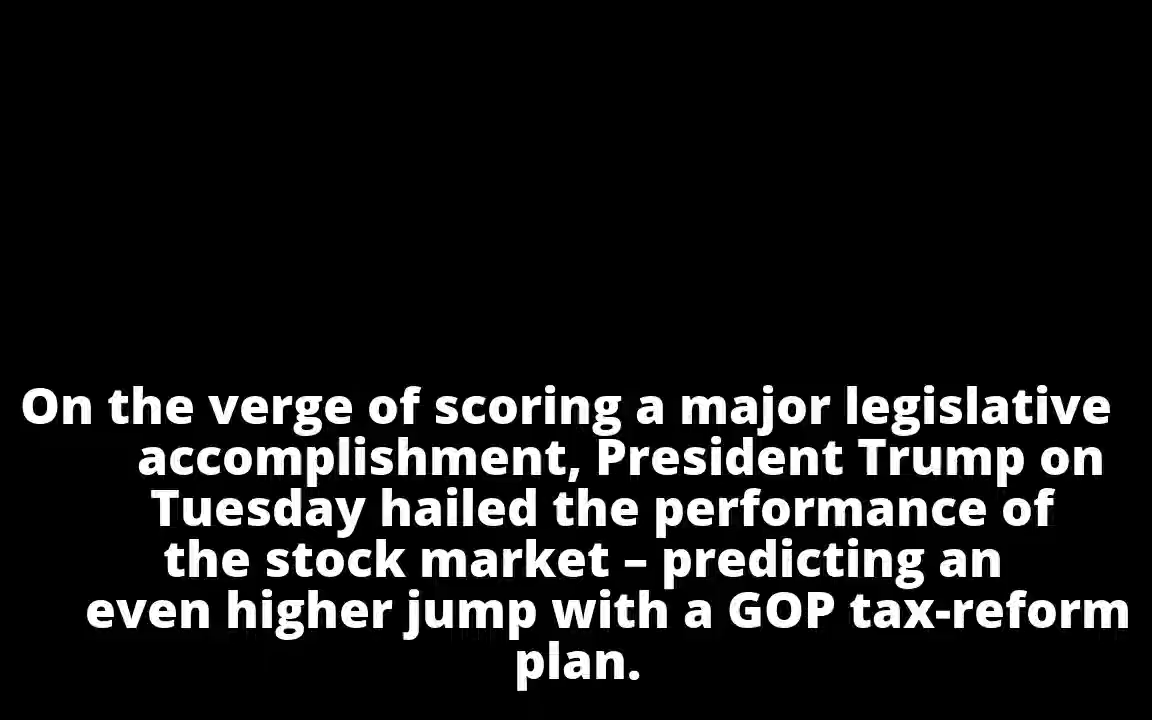 On the verge of scoring a major legislative
accomplishment, President Trump on
Tuesday hailed the performance of
the stock market – predicting an
even higher jump with a GOP tax-reform
plan.